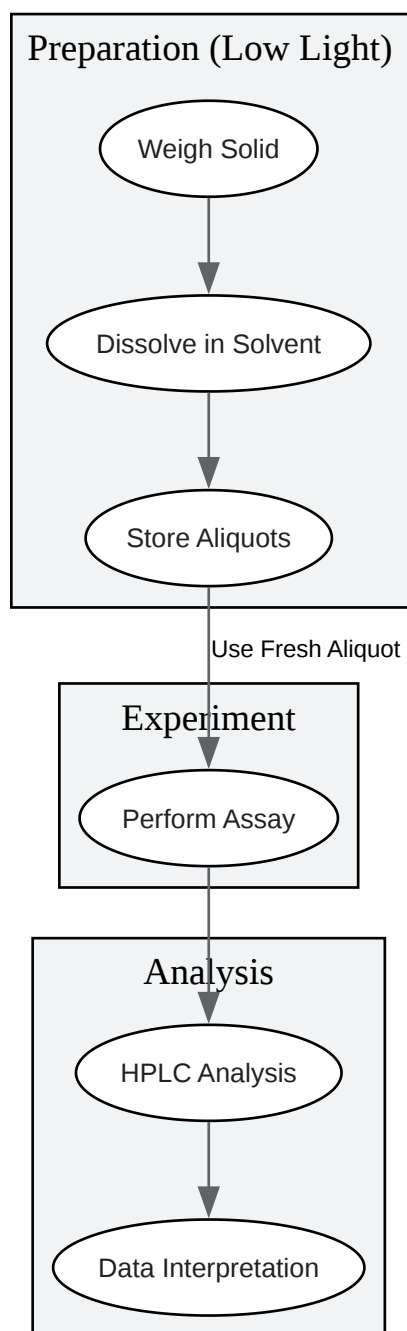 Preparation (Low Light)
Weigh Solid
Dissolve in Solvent
Store Aliquots
Use Fresh Aliquot
Experiment
Perform Assay
Analysis
HPLC Analysis
Data Interpretation